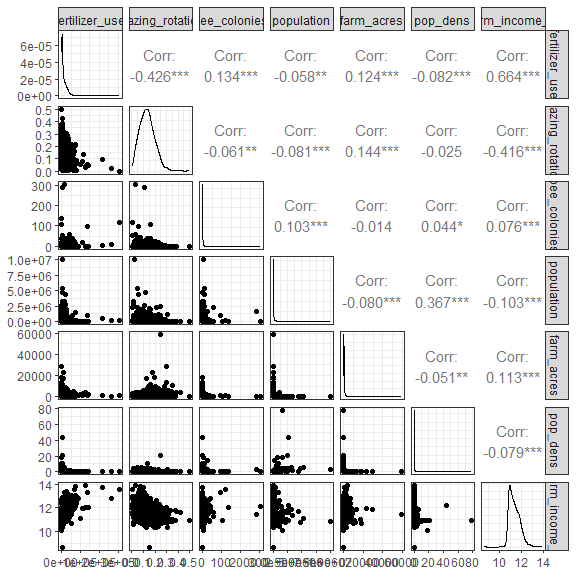 ertilizer_use
azing_rotatio
ee_colonies
population
farm_acres
pop_dens
rm_income_
6e-05
4e-05
2e-05
0e+00
Corr:
-0.426***
Corr:
0.134***
Corr:
-0.058**
Corr:
0.124***
Corr:
-0.082***
Corr:
0.664***
fertilizer_use
0.5
0.4
0.3
0.2
0.1
0.0
Corr:
-0.061**
Corr:
-0.081***
Corr:
0.144***
Corr:
-0.025
Corr:
-0.416***
azing_rotatio
300
200
100
0
Corr:
0.103***
Corr:
-0.014
Corr:
0.044*
Corr:
0.076***
ee_colonies
1.0e+07
7.5e+06
5.0e+06
2.5e+06
0.0e+00
Corr:
-0.080***
Corr:
0.367***
Corr:
-0.103***
population
60000
40000
20000
0
Corr:
-0.051**
Corr:
0.113***
farm_acres
80
60
40
20
0
Corr:
-0.079***
pop_dens
14
12
10
rm_income_
10
12
14